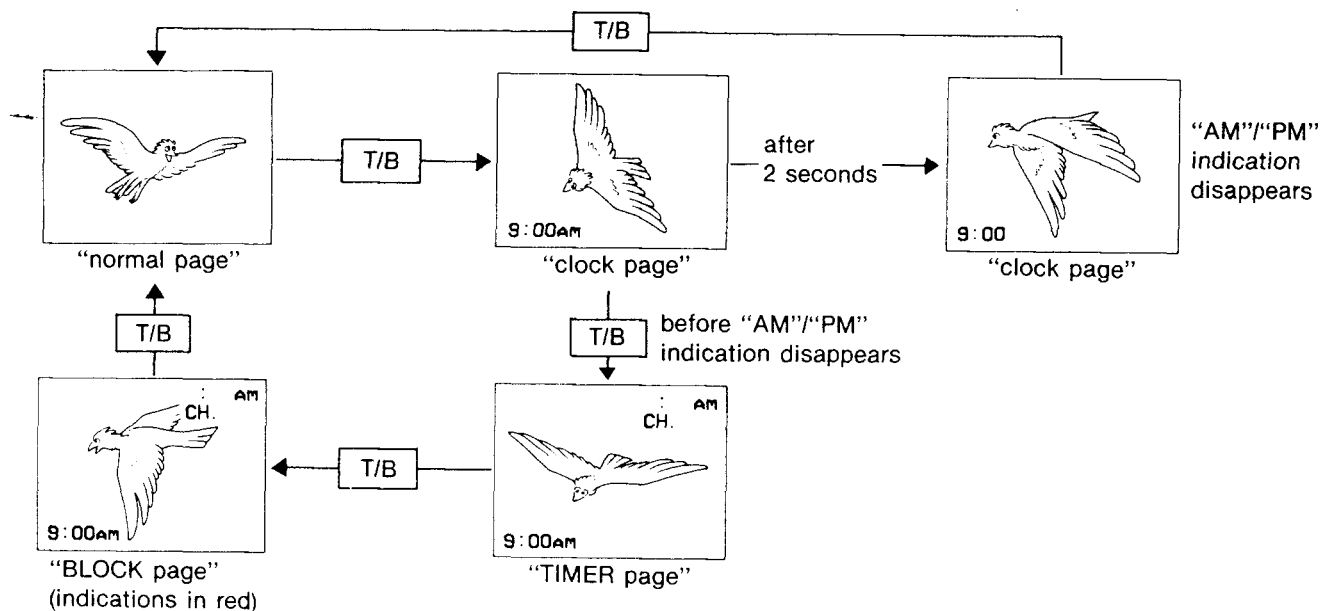 T/B
T/B
after
2 seconds
"AM"/"PM"
indication
disappears
9:00AM
9:00
"normal page"
"clock page"
"clock page"
T/B
T/B
before "AM"/"PM"
indication disappears
:
CH.
AM
9:00AM
:
CH.
AM
9:00AM
T/B
"BLOCK page"
(indications in red)
"TIMER page"